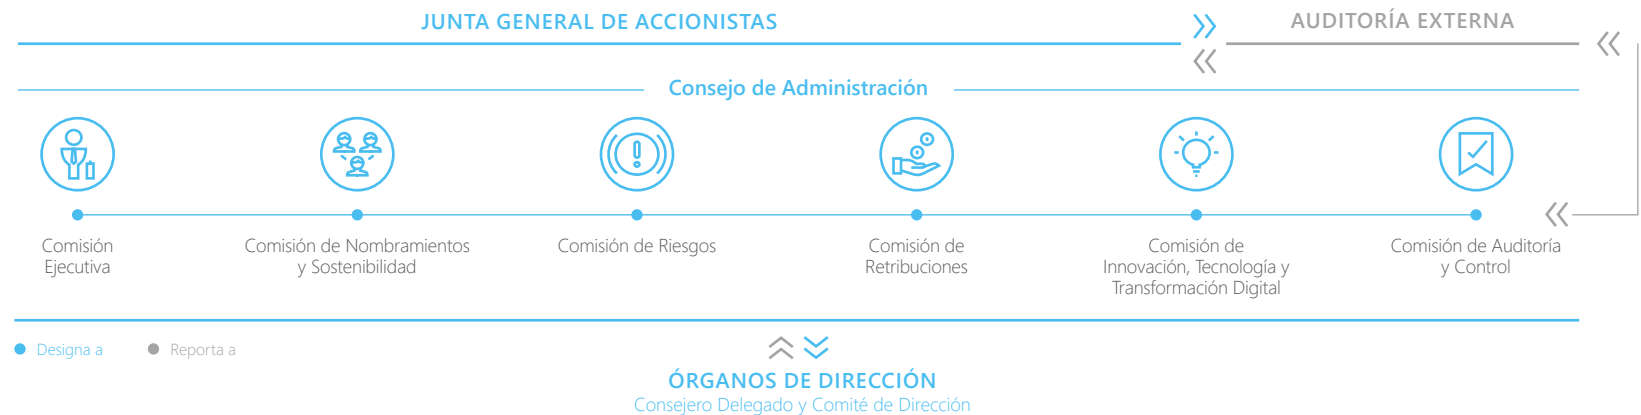 JUNTA GENERAL DE ACCIONISTAS
AUDITORÍA EXTERNA
Consejo de Administración
Comisión
Ejecutiva
Comisión de Nombramientos
y Sostenibilidad
Comisión de Riesgos
Comisión de
Retribuciones
Comisión de
Innovación, Tecnología y
Transformación Digital
Comisión de Auditoría
y Control
Designa a
Reporta a
ÓRGANOS DE DIRECCIÓN
Consejero Delegado y Comité de Dirección